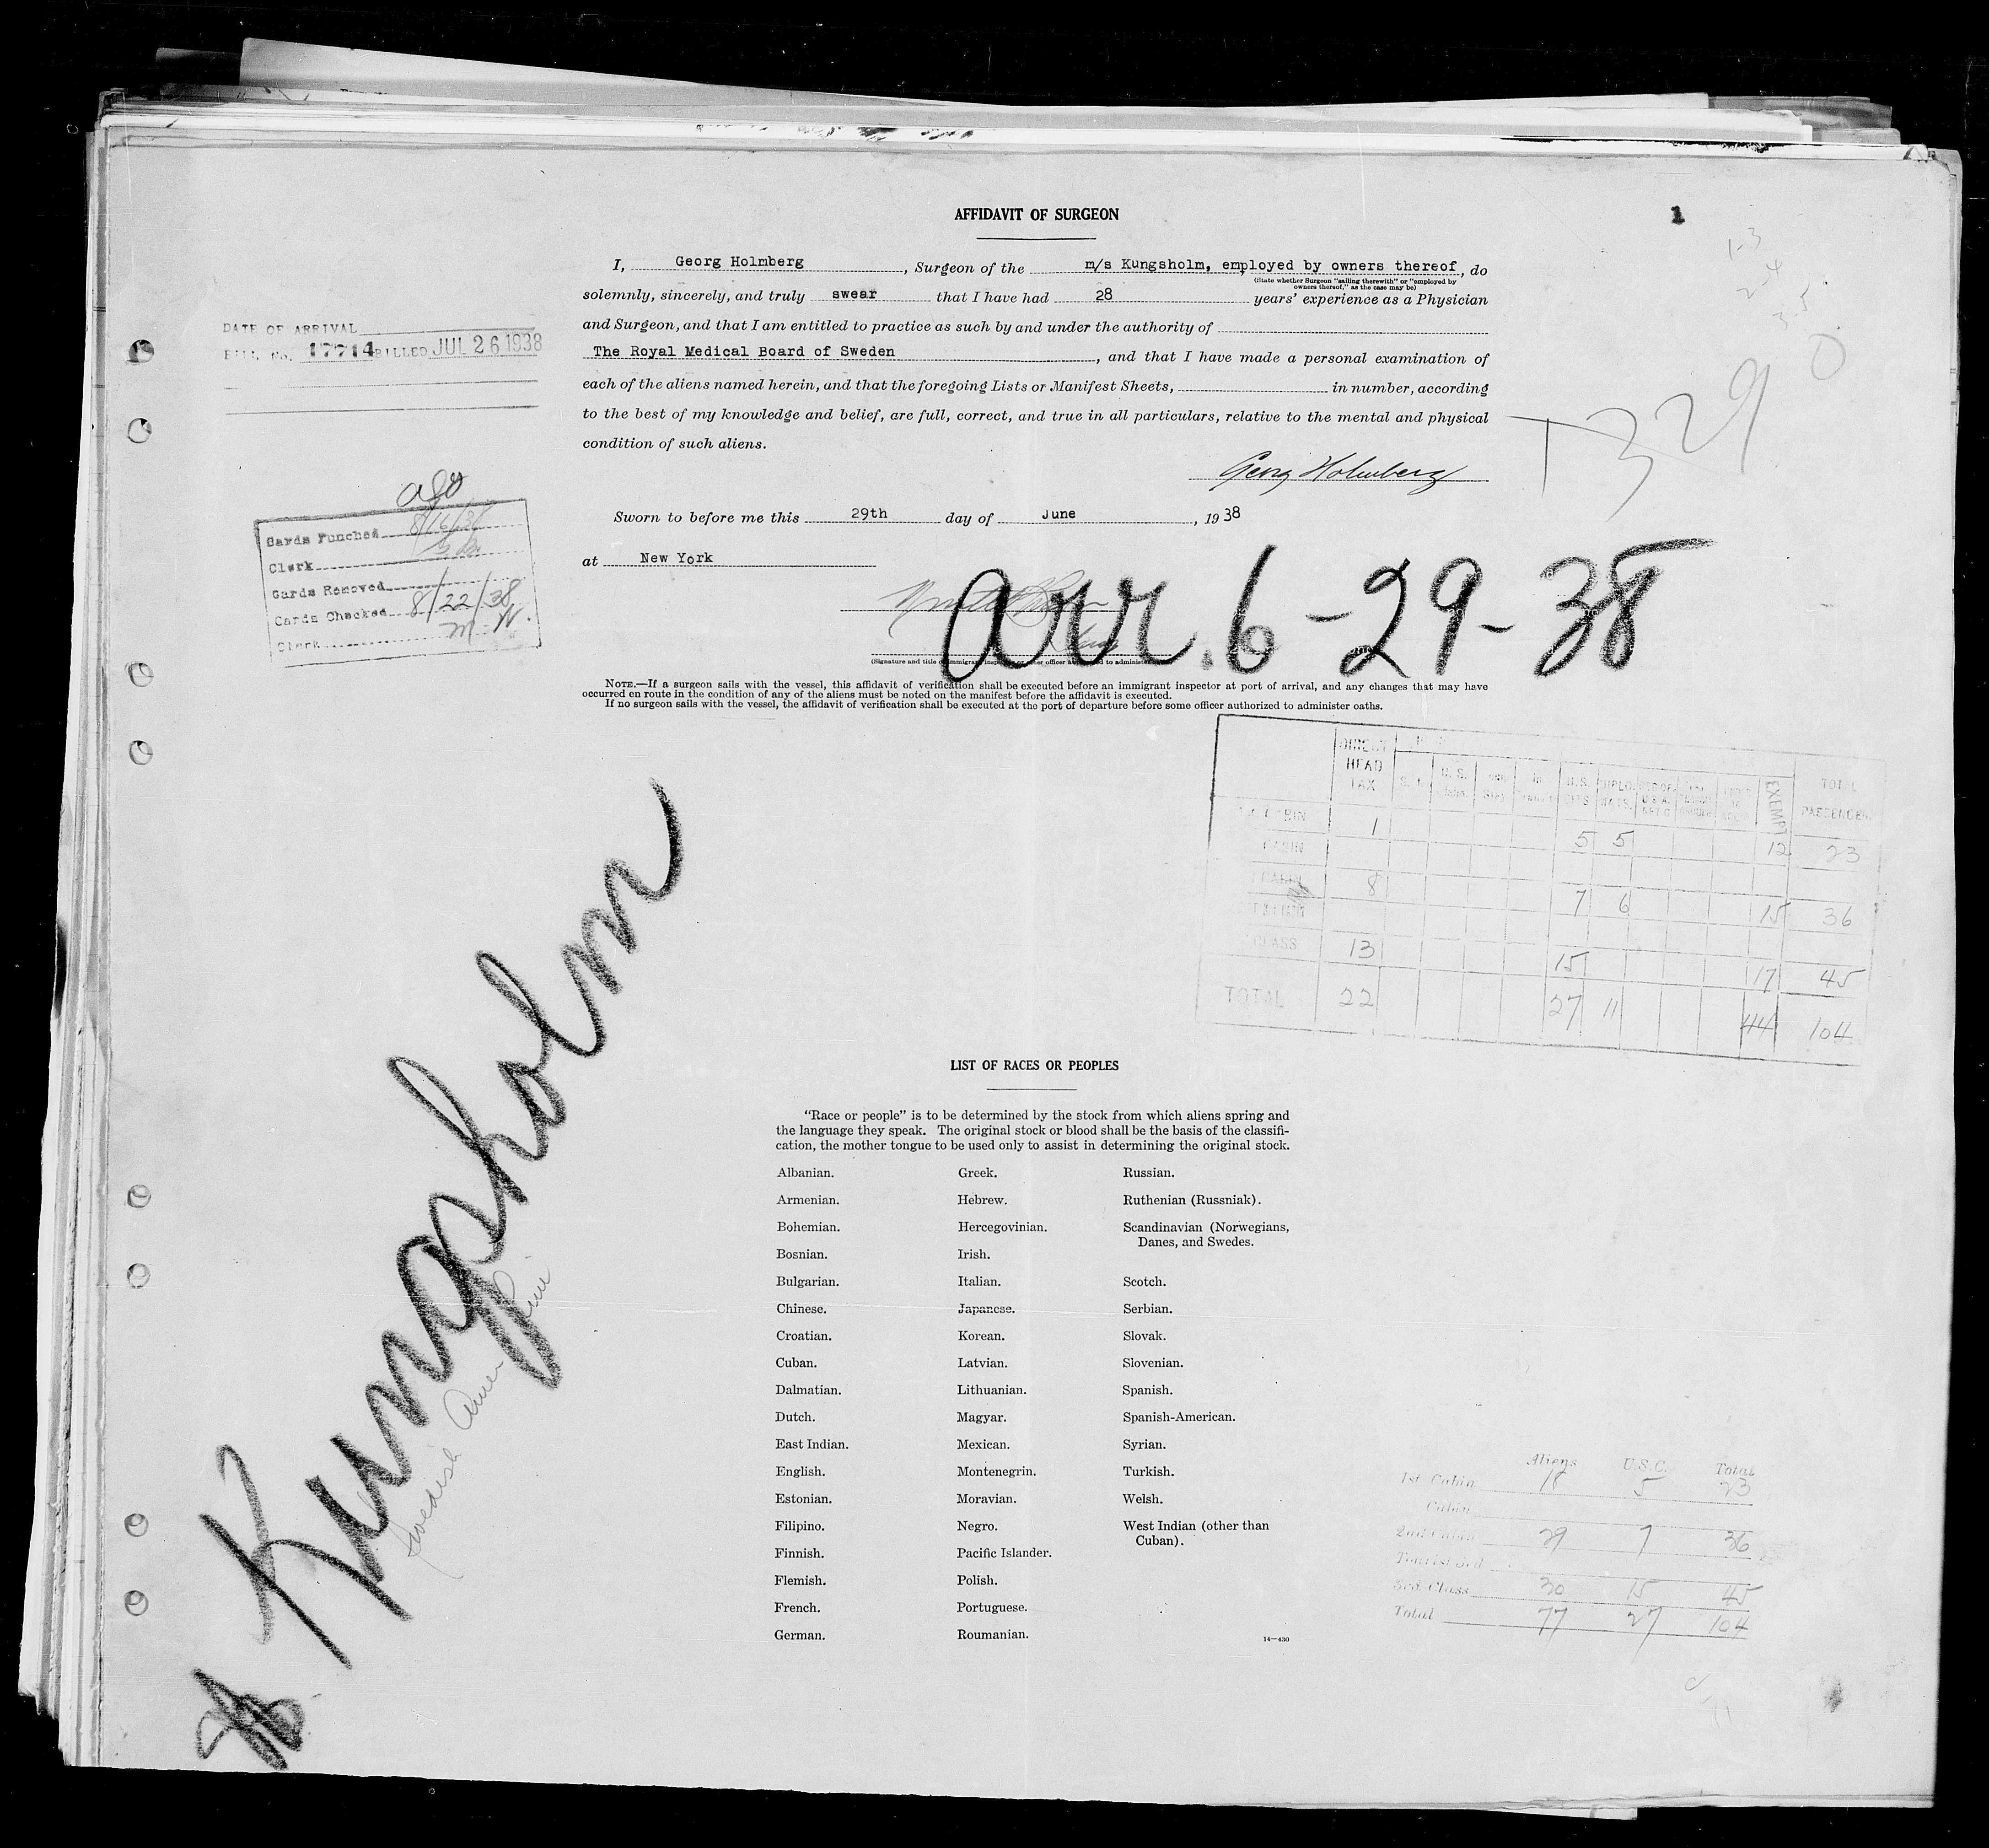 AFFIDAVIT OF SURGEON
1
I, Georg Holmberg, Surgeon of the m/s Kungsholm, employed by owners thereof, do
(State whether Surgeon "sailing therewith" or "employed by
owners thereof," as the case may be)
solemnly, sincerely, and truly swear that I have had 28 years' experience as a Physician
and Surgeon, and that I am entitled to practice as such by and under the authority of
The Royal Medical Board of Sweden, and that I have made a personal examination of
each of the aliens named herein, and that the foregoing Lists or Manifest Sheets, in number, according
to the best of my knowledge and belief, are full, correct, and true in all particulars, relative to the mental and physical
condition of such aliens.
Georg Holmberg
Sworn to before me this 29th day of June, 1938
at New York
arr. 6-29-38
NOTE.—If a surgeon sails with the vessel, this affidavit of verification shall be executed before an immigrant inspector at port of arrival, and any changes that may have
occurred en route in the condition of any of the aliens must be noted on the manifest before the affidavit is executed.
If no surgeon sails with the vessel, the affidavit of verification shall be executed at the port of departure before some officer authorized to administer oaths.
DATE OF ARRIVAL
BILL NO. 17714 BILLED JUL 26 1938
Cards Punched
Clerk
Cards Removed
Cards Checked 8/22/38
Clerk M. N.
329
DIRECT HEAD TAX
U.S.
EXEMPT
TOTAL PASSENGERS
1 5 5 12 23
8 7 6 15 36
CLASS 13 15 17 45
TOTAL 22 27 11 44 104
Kungsholm
Swedish Amer Line
LIST OF RACES OR PEOPLES
"Race or people" is to be determined by the stock from which aliens spring and
the language they speak. The original stock or blood shall be the basis of the classifi-
cation, the mother tongue to be used only to assist in determining the original stock.
Albanian.
Armenian.
Bohemian.
Bosnian.
Bulgarian.
Chinese.
Croatian.
Cuban.
Dalmatian.
Dutch.
East Indian.
English.
Estonian.
Filipino.
Finnish.
Flemish.
French.
German.
Greek.
Hebrew.
Hercegovinian.
Irish.
Italian.
Japanese.
Korean.
Latvian.
Lithuanian.
Magyar.
Mexican.
Montenegrin.
Moravian.
Negro.
Pacific Islander.
Polish.
Portuguese.
Roumanian.
Russian.
Ruthenian (Russniak).
Scandinavian (Norwegians,
Danes, and Swedes.
Scotch.
Serbian.
Slovak.
Slovenian.
Spanish.
Spanish-American.
Syrian.
Turkish.
Welsh.
West Indian (other than
Cuban).
14—430
Aliens U.S.C. Total
1st Cabin 18 5 23
Cabin
2nd Cabin 29 7 36
Tourist 3rd
3rd Class 30 15 45
Total 77 27 104